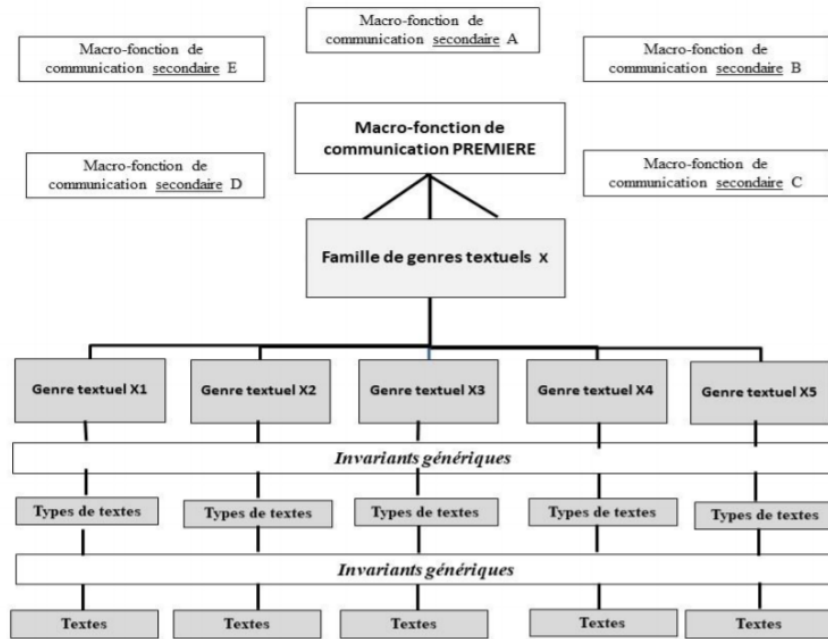 Macro-fonction de
communication secondaire A
Macro-fonction de
communication secondaire E
Macro-fonction de
communication secondaire B
Macro-fonction de
communication PREMIERE
Macro-fonction de
communication secondaire D
Macro-fonction de
communication secondaire C
Famille de genres textuels X
Genre textuel X1
Genre textuel X2
Genre textuel X3
Genre textuel X4
Genre textuel X5
Invariants génériques
Types de textes
Types de textes
Types de textes
Types de textes
Types de textes
Invariants génériques
Textes
Textes
Textes
Textes
Textes